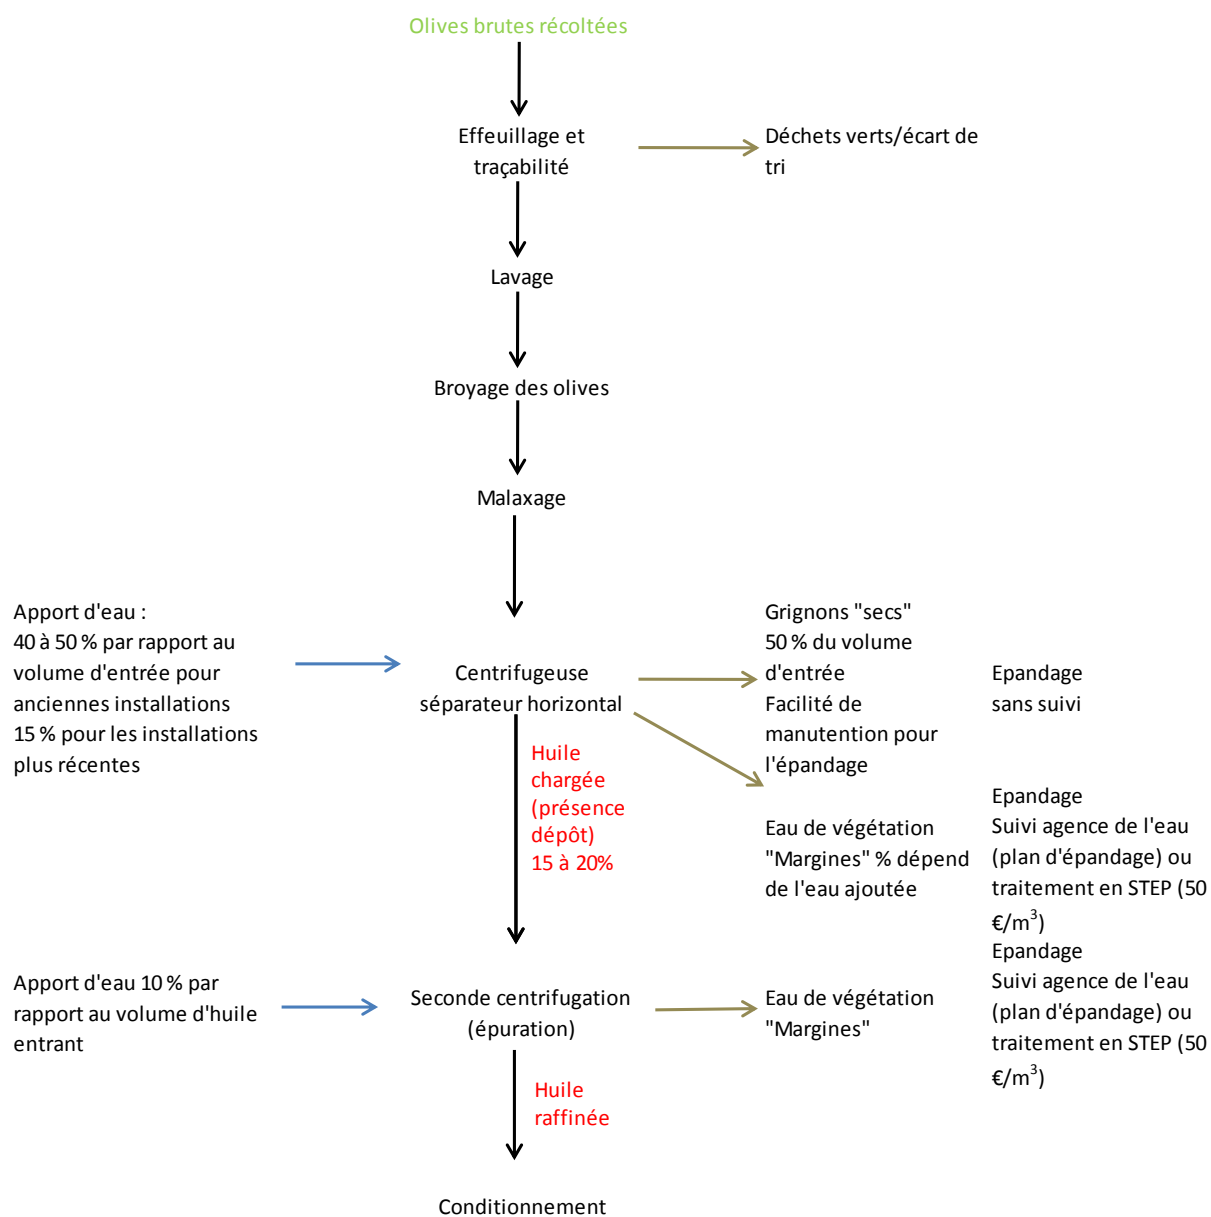 Olives brutes récoltées
Effeuillage et
traçabilité
Déchets verts/écart de
tri
Lavage
Broyage des olives
Malaxage
Apport d'eau :
40 à 50 % par rapport au
volume d'entrée pour
anciennes installations
15 % pour les installations
plus récentes
Centrifugeuse
séparateur horizontal
Grignons "secs"
50 % du volume
d'entrée
Facilité de
manutention pour
l'épandage
Epandage
sans suivi
Huile
chargée
(présence
dépôt)
15 à 20%
Eau de végétation
"Margines" % dépend
de l'eau ajoutée
Epandage
Suivi agence de l'eau
(plan d'épandage) ou
traitement en STEP (50
€/m³)
Apport d'eau 10 % par
rapport au volume d'huile
entrant
Seconde centrifugation
(épuration)
Eau de végétation
"Margines"
Epandage
Suivi agence de l'eau
(plan d'épandage) ou
traitement en STEP (50
€/m³)
Huile
raffinée
Conditionnement